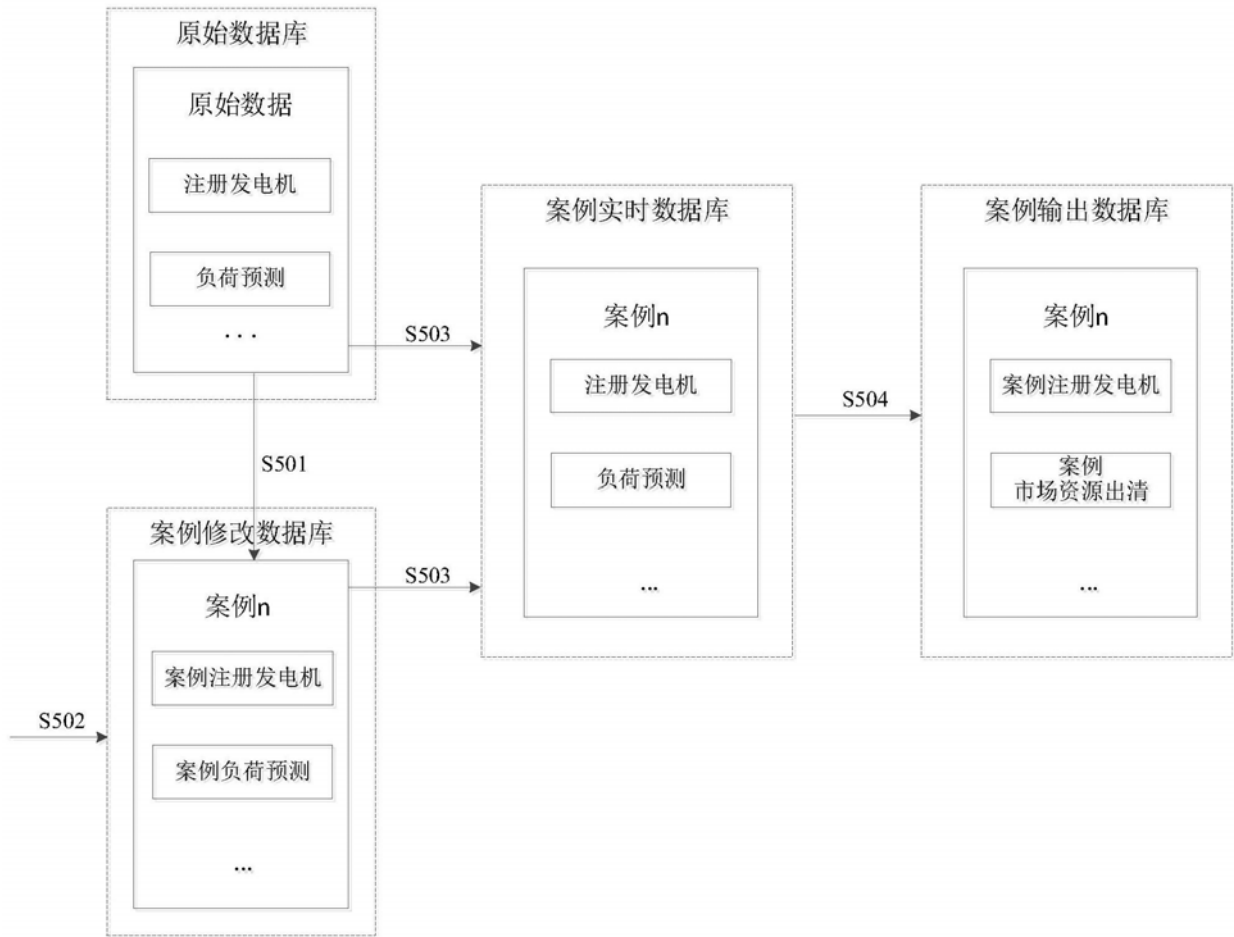 原始数据库
原始数据
注册发电机
负荷预测
...
S501
S503
案例修改数据库
案例n
案例注册发电机
案例负荷预测
...
S502
S503
案例实时数据库
案例n
注册发电机
负荷预测
...
S504
案例输出数据库
案例n
案例注册发电机
案例
市场资源出清
...